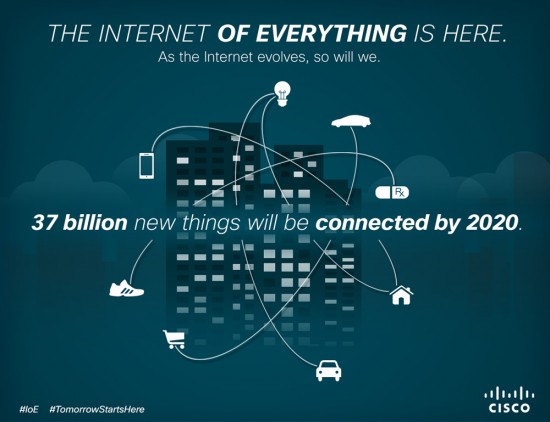 THE INTERNET OF EVERYTHING IS HERE.
As the Internet evolves, so will we.
Rx
37 billion new things will be connected by 2020.
#IoE #TomorrowStartsHere
CISCO